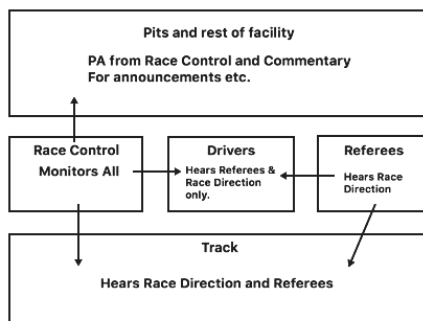 Pits and rest of facility
PA from Race Control and Commentary
For announcements etc.
Race Control
Monitors All
Drivers
Hears Referees &
Race Direction
only.
Referees
Hears Race
Direction
Track
Hears Race Direction and Referees